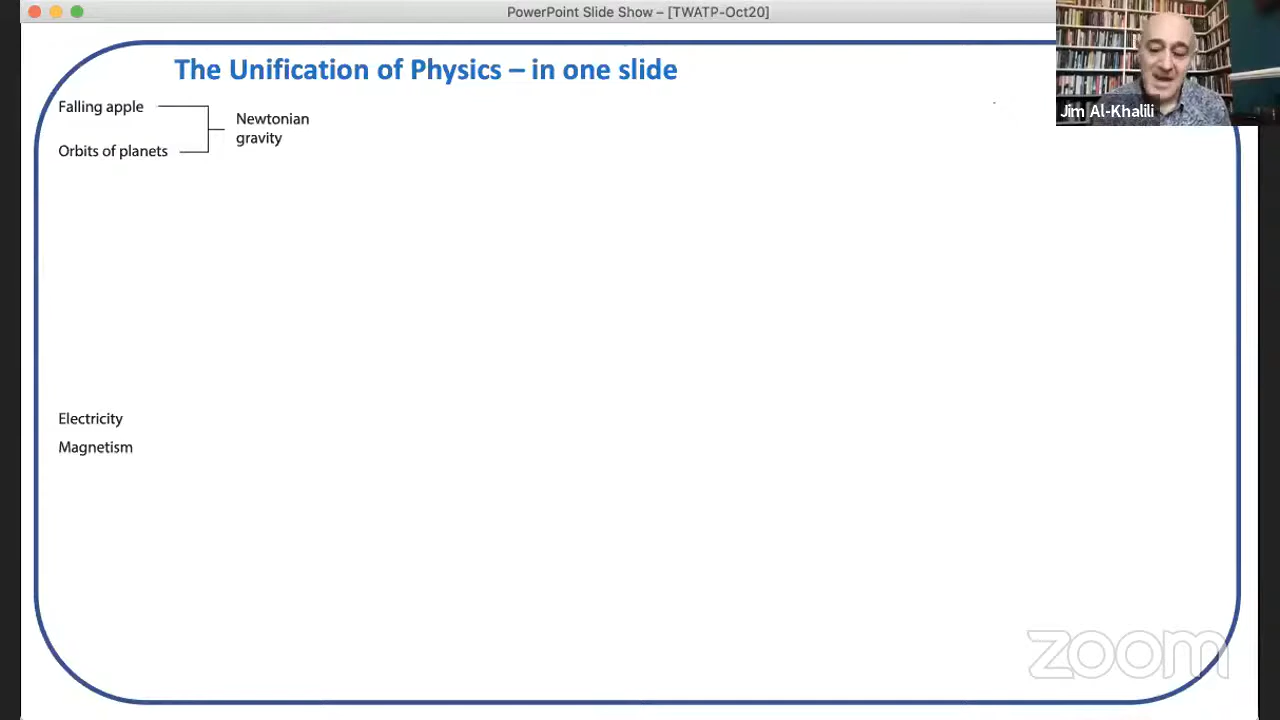 PowerPoint Slide Show – [TWATP-Oct20]
The Unification of Physics – in one slide
Jim Al-Khalili
Falling apple
Newtonian
gravity
Orbits of planets
Electricity
Magnetism
zoom